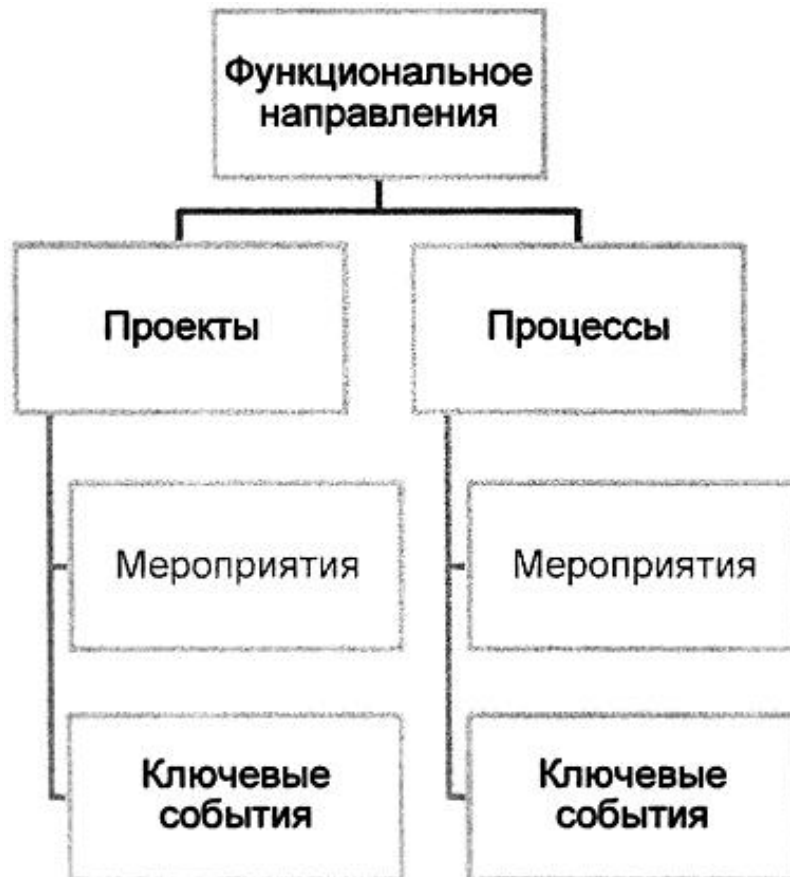 Функциональное
направления
Проекты
Процессы
Мероприятия
Мероприятия
Ключевые
события
Ключевые
события